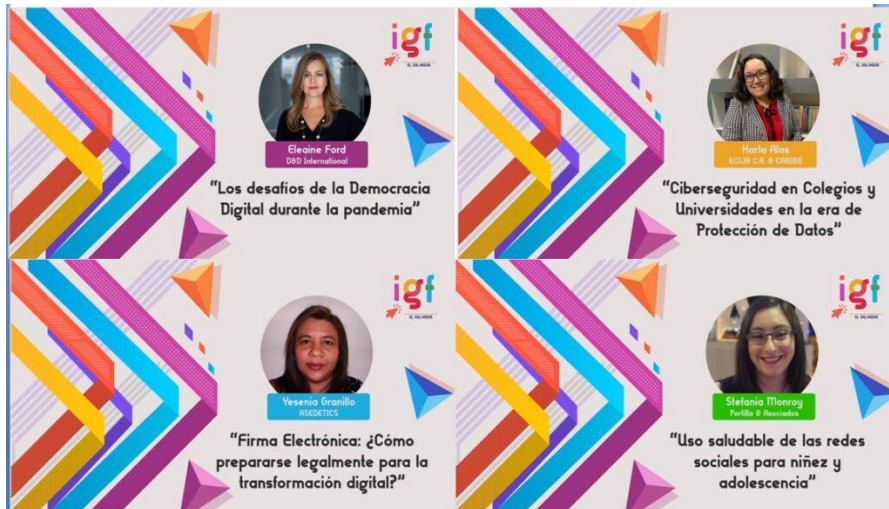 igf
EL SALVADOR
Eleaine Ford
D&D International
"Los desafíos de la Democracia
Digital durante la pandemia"
igf
EL SALVADOR
Karla Alas
ECIJA C.A. & CARIBE
"Ciberseguridad en Colegios y
Universidades en la era de
Protección de Datos"
igf
EL SALVADOR
Yesenia Granillo
ASEDETICS
"Firma Electrónica: ¿Cómo
prepararse legalmente para la
transformación digital?"
igf
EL SALVADOR
Stefania Monroy
Portillo & Asociados
"Uso saludable de las redes
sociales para niñez y
adolescencia"